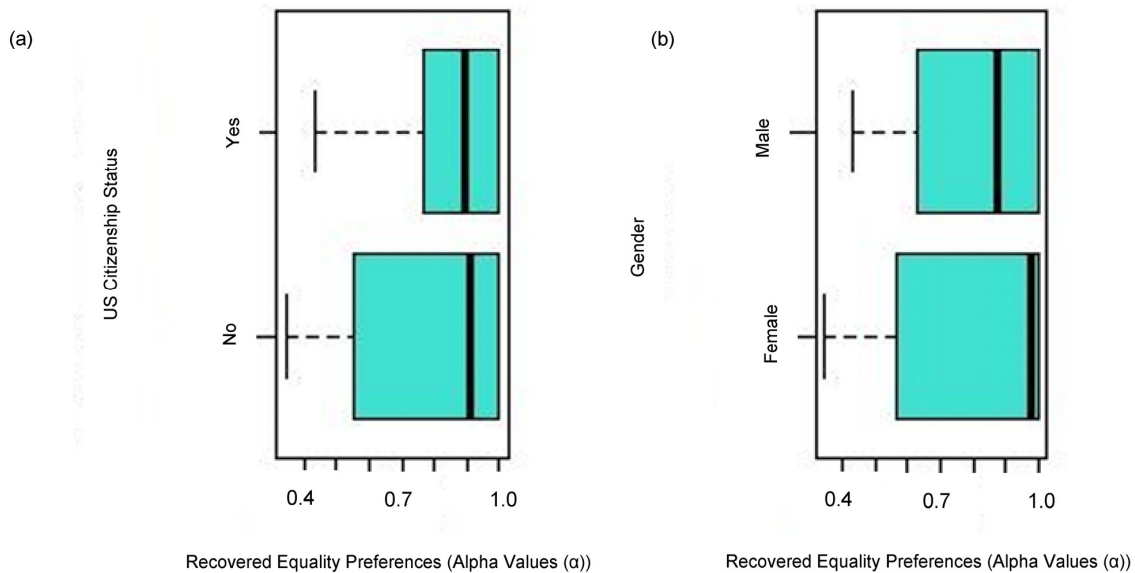 (a)
US Citizenship Status
Yes
No
0.4 0.7 1.0
Recovered Equality Preferences (Alpha Values (α))
(b)
Gender
Male
Female
0.4 0.7 1.0
Recovered Equality Preferences (Alpha Values (α))